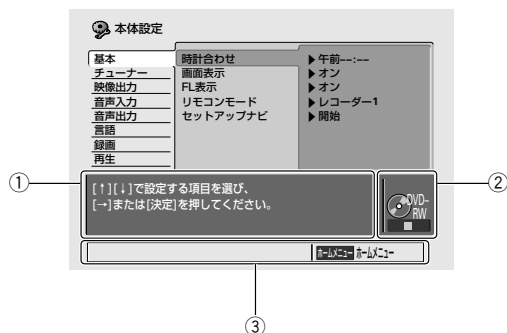 本体設定
基本
チューナー
映像出力
音声入力
音声出力
言語
録画
再生
時計合わせ
画面表示
FL表示
リモコンモード
セットアップナビ
▶午前--:--
▶オン
▶オン
▶レコーダー1
▶開始
①
[↑][↓]で設定する項目を選び、
[→]または[決定]を押してください。
DVD-
RW
②
ホームメニュー ホームメニュー
③